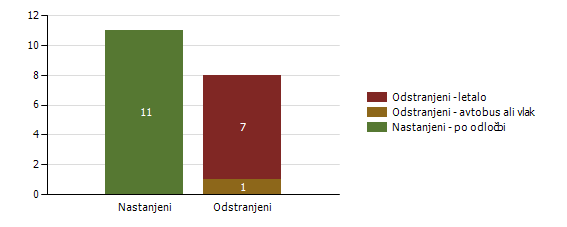 12
10
8
6
4
2
0
11
7
1
Nastanjeni
Odstranjeni
Odstranjeni - letalo
Odstranjeni - avtobus ali vlak
Nastanjeni - po odločbi